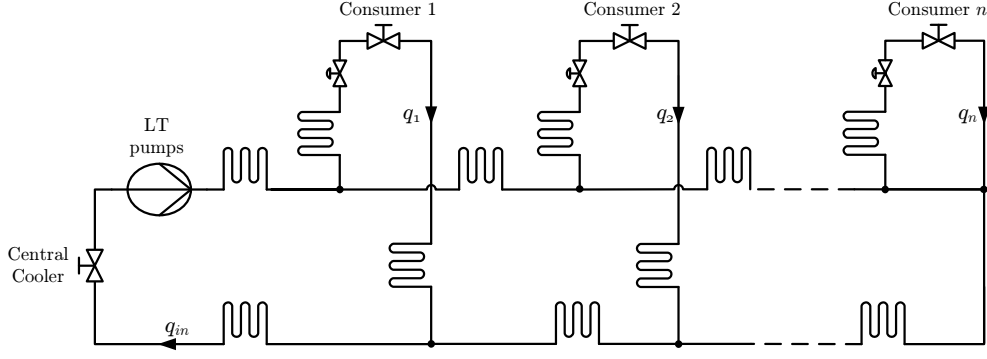 Consumer 1
Consumer 2
Consumer n
q1
q2
qn
LT
pumps
Central
Cooler
qin